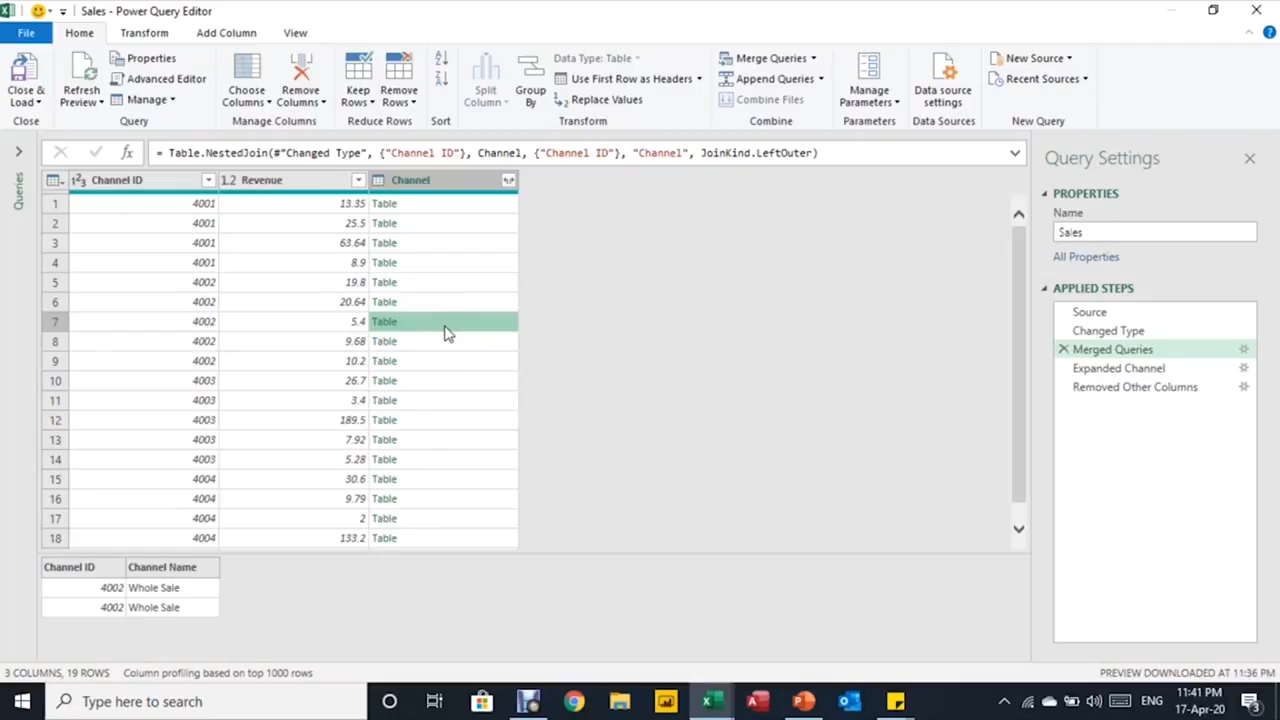 Sales - Power Query Editor
File Home Transform Add Column View
Close & Load
Close
Refresh Preview
Properties
Advanced Editor
Manage
Query
Choose Columns
Remove Columns
Manage Columns
Keep Rows
Remove Rows
Reduce Rows
Sort
Split Column
Group By
Data Type: Table
Use First Row as Headers
Replace Values
Transform
Merge Queries
Append Queries
Combine Files
Combine
Manage Parameters
Parameters
Data source settings
Data Sources
New Source
Recent Sources
New Query
= Table.NestedJoin(#"Changed Type", {"Channel ID"}, Channel, {"Channel ID"}, "Channel", JoinKind.LeftOuter)
Queries
Channel ID 1.2 Revenue Channel
1 4001 13.35 Table
2 4001 25.5 Table
3 4001 63.64 Table
4 4001 8.9 Table
5 4002 19.8 Table
6 4002 20.64 Table
7 4002 5.4 Table
8 4002 9.68 Table
9 4002 10.2 Table
10 4003 26.7 Table
11 4003 3.4 Table
12 4003 189.5 Table
13 4003 7.92 Table
14 4003 5.28 Table
15 4004 30.6 Table
16 4004 9.79 Table
17 4004 2 Table
18 4004 133.2 Table
Channel ID Channel Name
4002 Whole Sale
4002 Whole Sale
Query Settings
PROPERTIES
Name
Sales
All Properties
APPLIED STEPS
Source
Changed Type
Merged Queries
Expanded Channel
Removed Other Columns
3 COLUMNS, 19 ROWS Column profiling based on top 1000 rows
PREVIEW DOWNLOADED AT 11:36 PM
Type here to search
ENG
11:41 PM
17-Apr-20
3